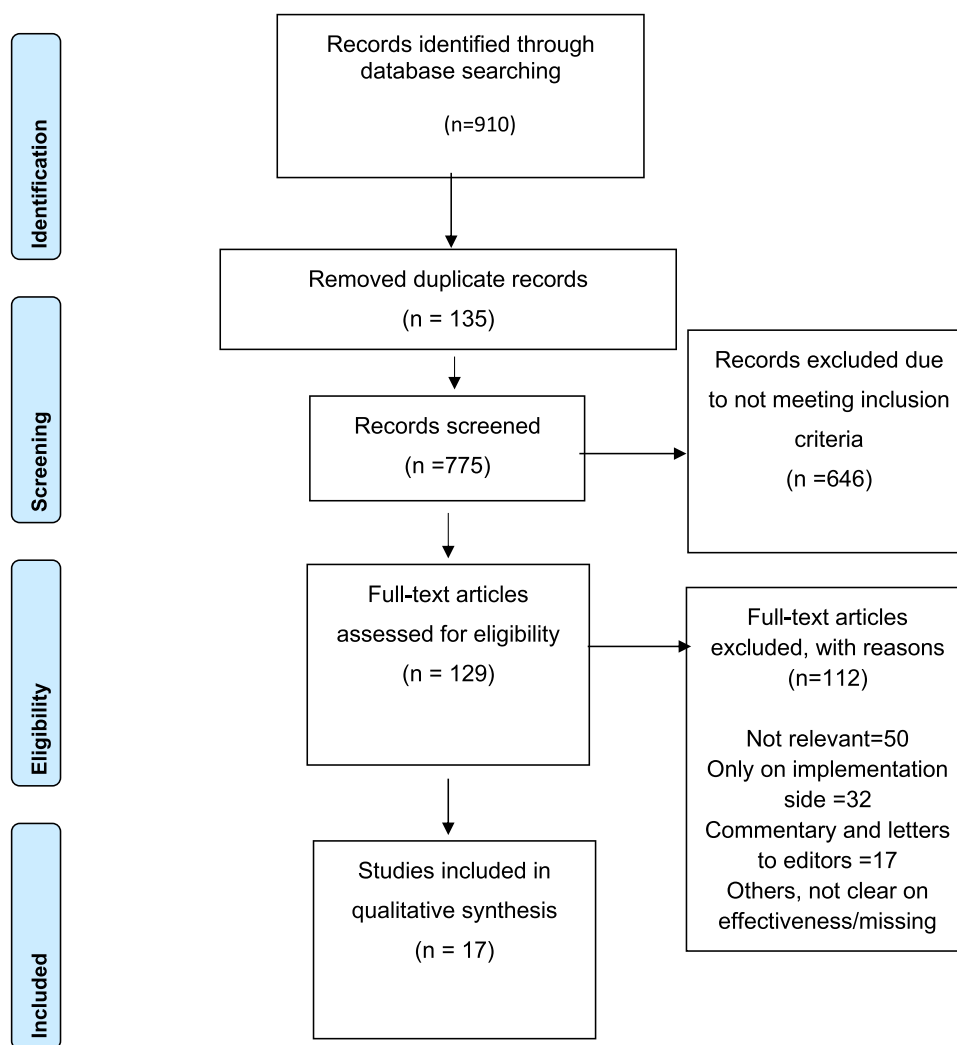 Identification
Records identified through
database searching
(n=910)
Removed duplicate records
(n = 135)
Screening
Records screened
(n =775)
Records excluded due
to not meeting inclusion
criteria
(n =646)
Eligibility
Full-text articles
assessed for eligibility
(n = 129)
Full-text articles
excluded, with reasons
(n=112)
Not relevant=50
Only on implementation
side =32
Commentary and letters
to editors =17
Others, not clear on
effectiveness/missing
Included
Studies included in
qualitative synthesis
(n = 17)